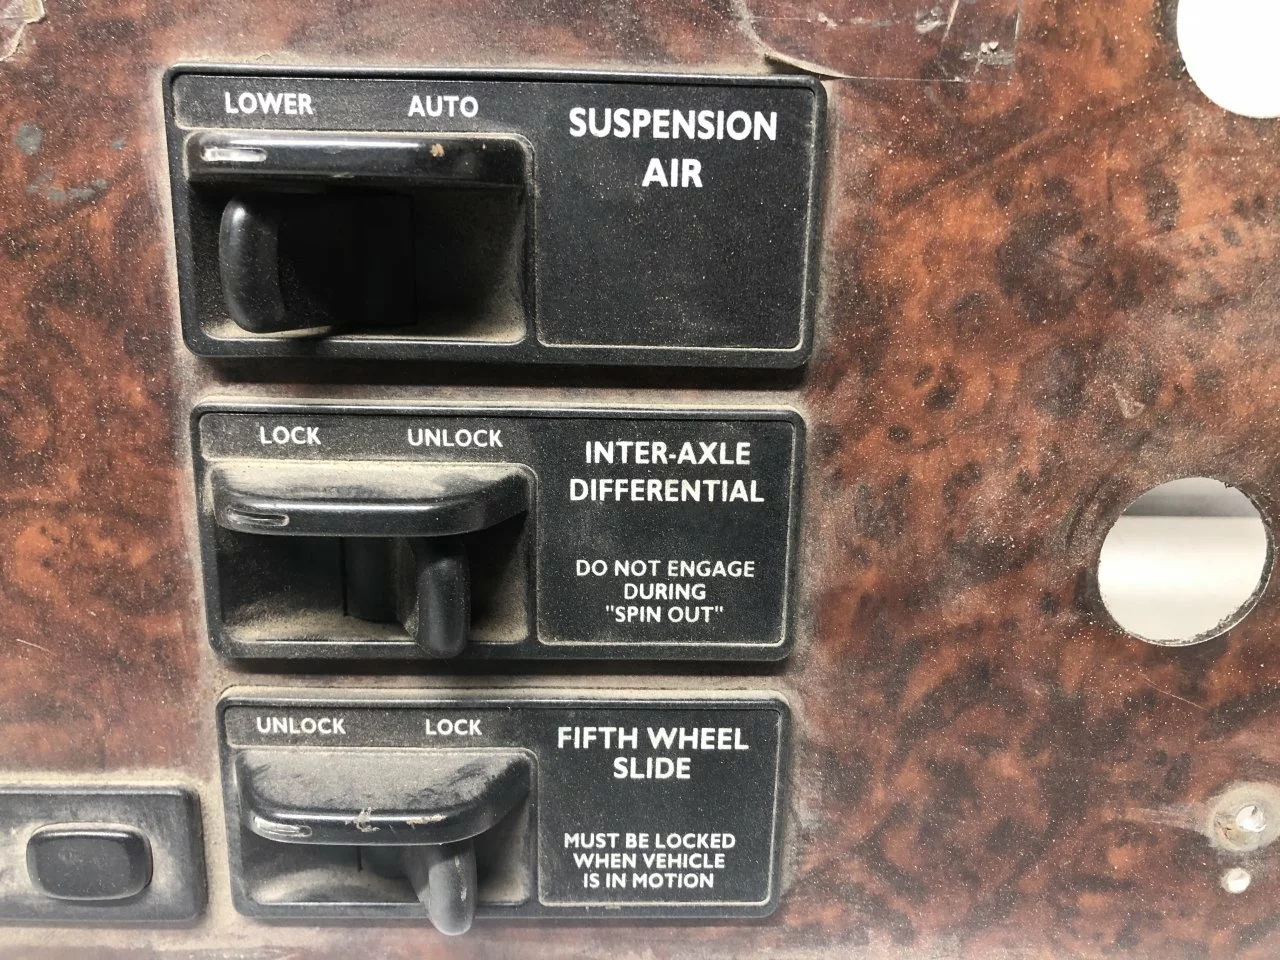 LOWER AUTO
SUSPENSION
AIR
LOCK UNLOCK
INTER-AXLE
DIFFERENTIAL
DO NOT ENGAGE
DURING
"SPIN OUT"
UNLOCK LOCK
FIFTH WHEEL
SLIDE
MUST BE LOCKED
WHEN VEHICLE
IS IN MOTION